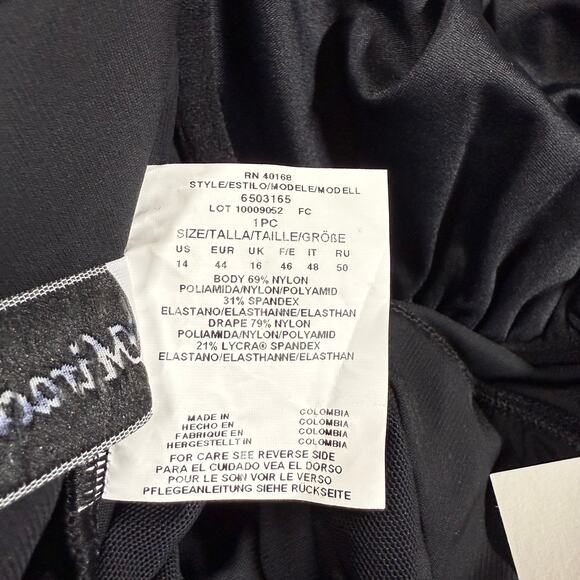 RN 40168
STYLE/ESTILO/MODELE/MODELL
6503165
LOT 10009052 FC
1PC
SIZE/TALLA/TAILLE/GRÖßE
US EUR UK F/E IT RU
14 44 16 46 48 50
BODY 69% NYLON
POLIAMIDA/NYLON/POLYAMID
31% SPANDEX
ELASTANO/ELASTHANNE/ELASTHAN
DRAPE 79% NYLON
POLIAMIDA/NYLON/POLYAMID
21% LYCRA® SPANDEX
ELASTANO/ELASTHANNE/ELASTHAN
MADE IN COLOMBIA
HECHO EN COLOMBIA
FABRIQUE EN COLOMBIA
HERGESTELLT IN COLOMBIA
FOR CARE SEE REVERSE SIDE
PARA EL CUIDADO VEA EL DORSO
POUR LE SOIN VOIR LE VERSO
PFLEGEANLEITUNG SIEHE RÜCKSEITE